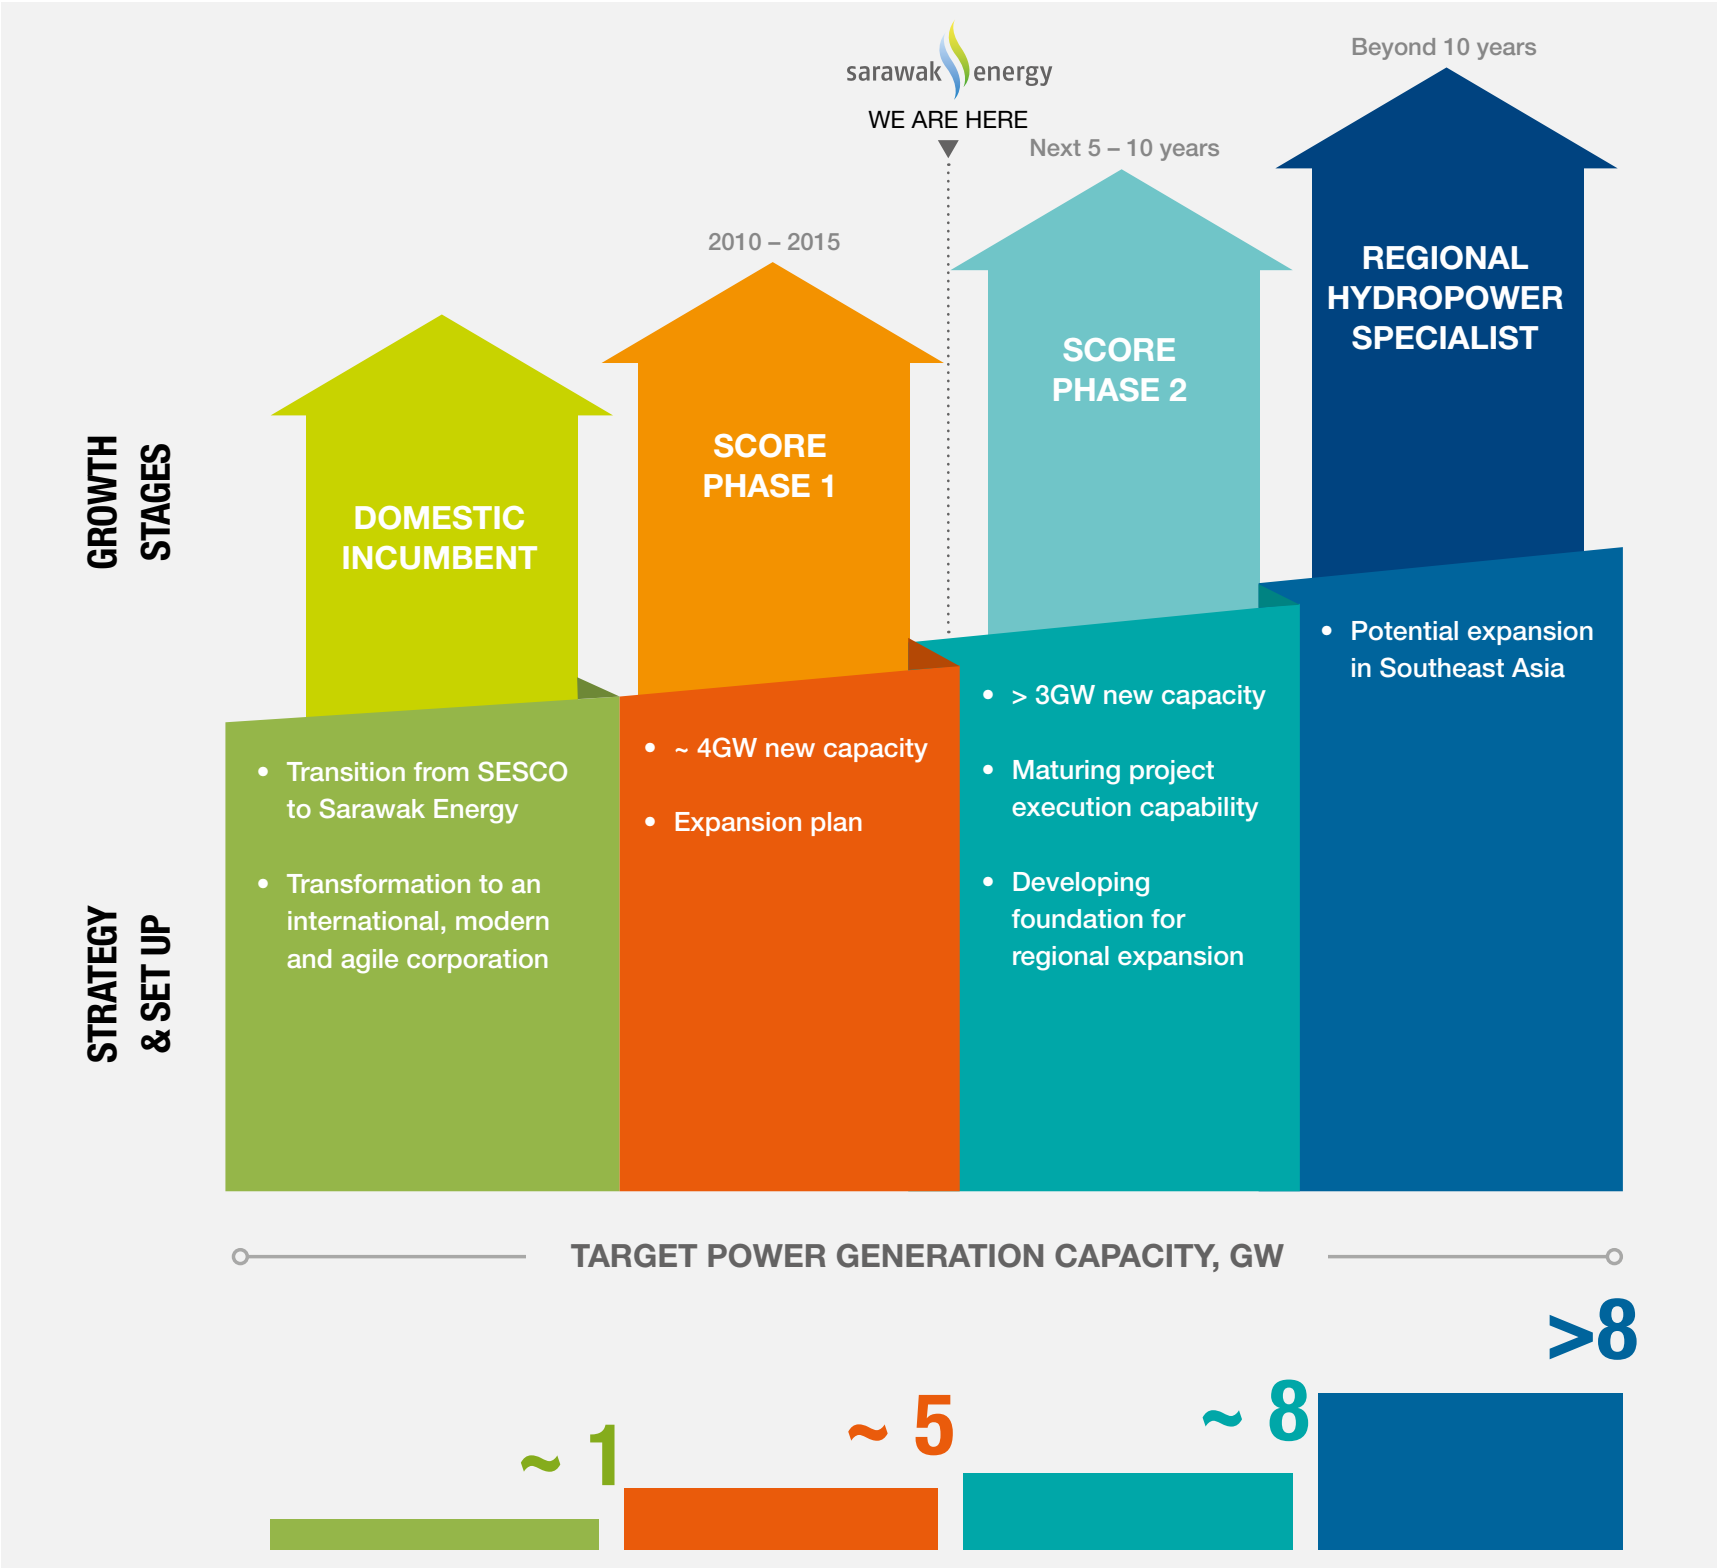 sarawak energy
WE ARE HERE
Beyond 10 years
Next 5 – 10 years
2010 – 2015
GROWTH
STAGES
DOMESTIC
INCUMBENT
SCORE
PHASE 1
SCORE
PHASE 2
REGIONAL
HYDROPOWER
SPECIALIST
STRATEGY
& SET UP
• Transition from SESCO
to Sarawak Energy
• Transformation to an
international, modern
and agile corporation
• ~ 4GW new capacity
• Expansion plan
• > 3GW new capacity
• Maturing project
execution capability
• Developing
foundation for
regional expansion
• Potential expansion
in Southeast Asia
TARGET POWER GENERATION CAPACITY, GW
~ 1
~ 5
~ 8
>8